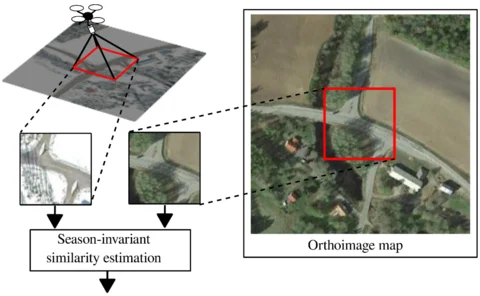 Season-invariant
similarity estimation
Orthoimage map